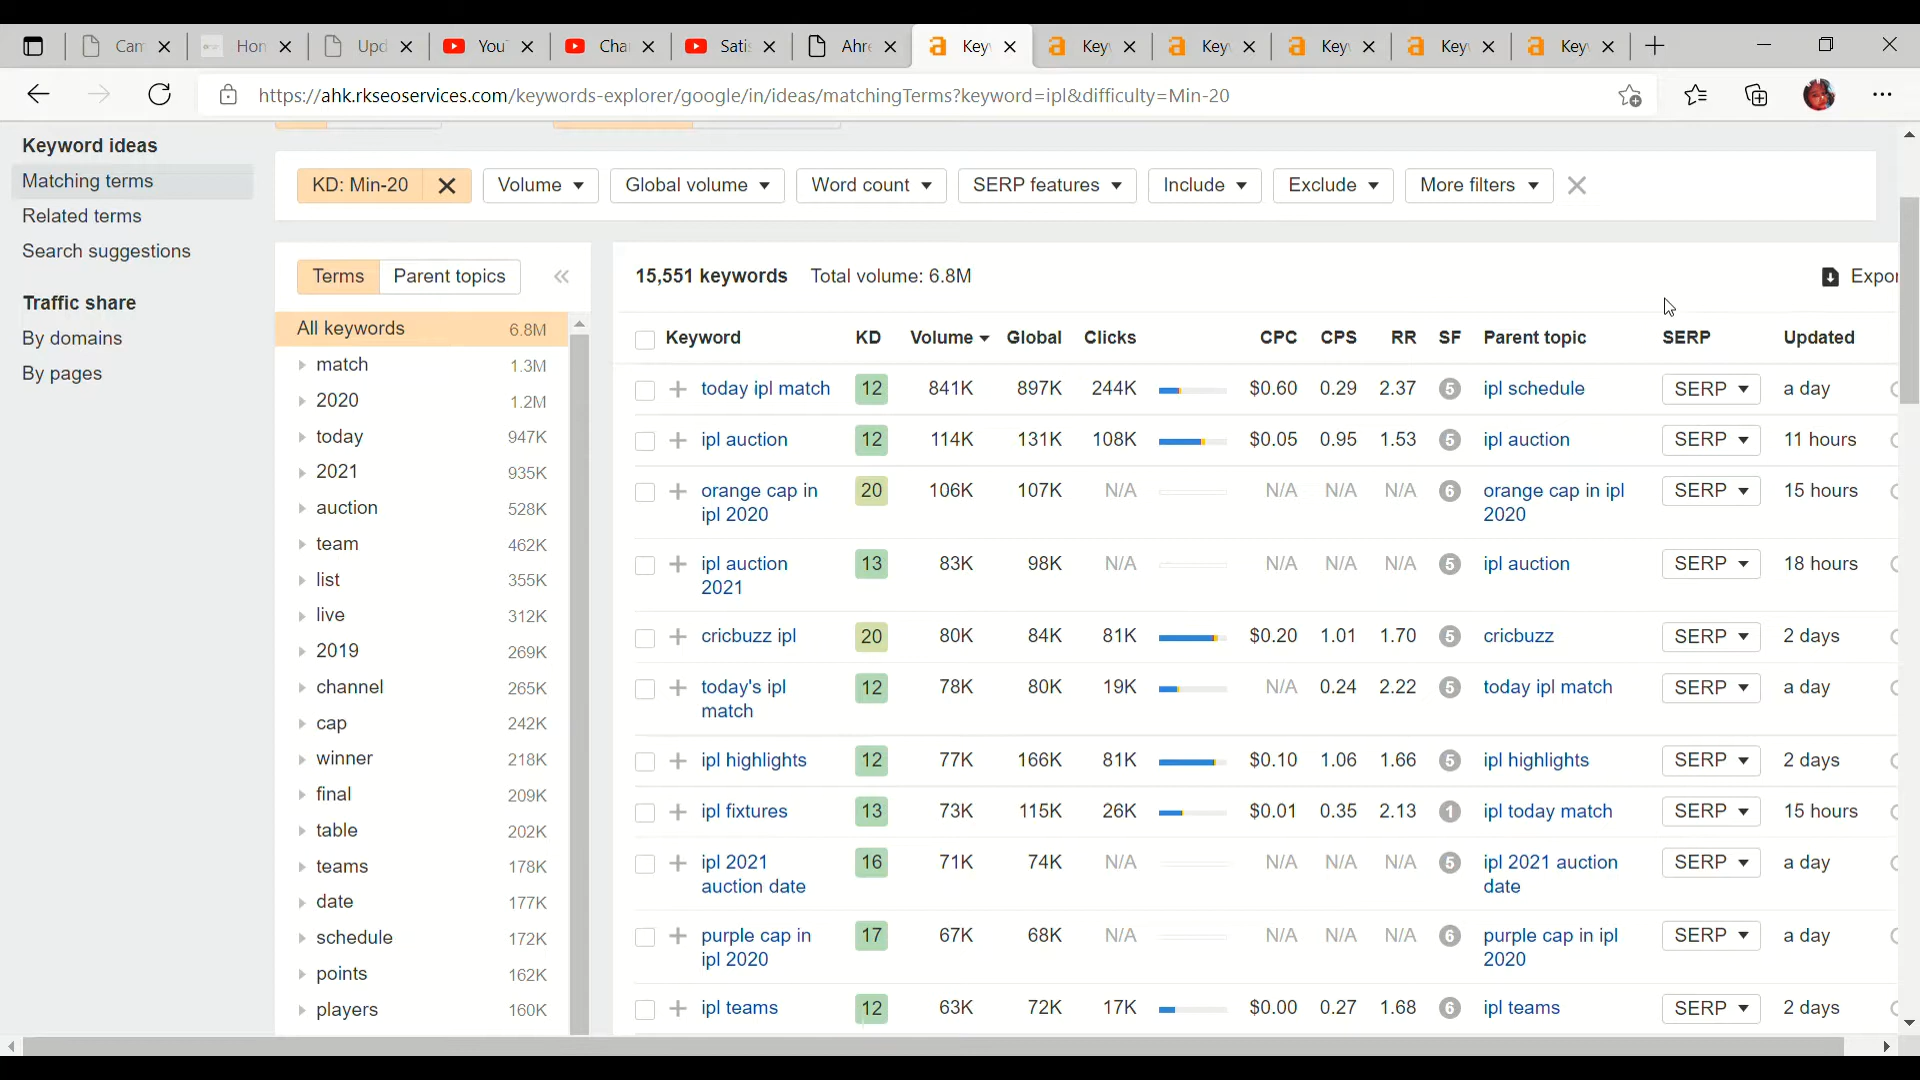 Can
Hon
Upd
You
Cha
Sati
Ahr
Key
Key
Key
Key
Key
Key
https://ahk.rkseoservices.com/keywords-explorer/google/in/ideas/matchingTerms?keyword=ipl&difficulty=Min-20
Keyword ideas
Matching terms
Related terms
Search suggestions
Traffic share
By domains
By pages
KD: Min-20 Volume Global volume Word count SERP features Include Exclude More filters
Terms Parent topics
All keywords 6.8M
match 1.3M
2020 1.2M
today 947K
2021 935K
auction 528K
team 462K
list 355K
live 312K
2019 269K
channel 265K
cap 242K
winner 218K
final 209K
table 202K
teams 178K
date 177K
schedule 172K
points 162K
players 160K
15,551 keywords Total volume: 6.8M Expor
Keyword KD Volume Global Clicks CPC CPS RR SF Parent topic SERP Updated
today ipl match 12 841K 897K 244K $0.60 0.29 2.37 5 ipl schedule SERP a day
ipl auction 12 114K 131K 108K $0.05 0.95 1.53 5 ipl auction SERP 11 hours
orange cap in 20 106K 107K N/A N/A N/A N/A 6 orange cap in ipl SERP 15 hours
ipl 2020 2020
ipl auction 13 83K 98K N/A N/A N/A N/A 5 ipl auction SERP 18 hours
2021
cricbuzz ipl 20 80K 84K 81K $0.20 1.01 1.70 5 cricbuzz SERP 2 days
today's ipl 12 78K 80K 19K N/A 0.24 2.22 5 today ipl match SERP a day
match
ipl highlights 12 77K 166K 81K $0.10 1.06 1.66 5 ipl highlights SERP 2 days
ipl fixtures 13 73K 115K 26K $0.01 0.35 2.13 1 ipl today match SERP 15 hours
ipl 2021 16 71K 74K N/A N/A N/A N/A 5 ipl 2021 auction SERP a day
auction date date
purple cap in 17 67K 68K N/A N/A N/A N/A 6 purple cap in ipl SERP a day
ipl 2020 2020
ipl teams 12 63K 72K 17K $0.00 0.27 1.68 6 ipl teams SERP 2 days